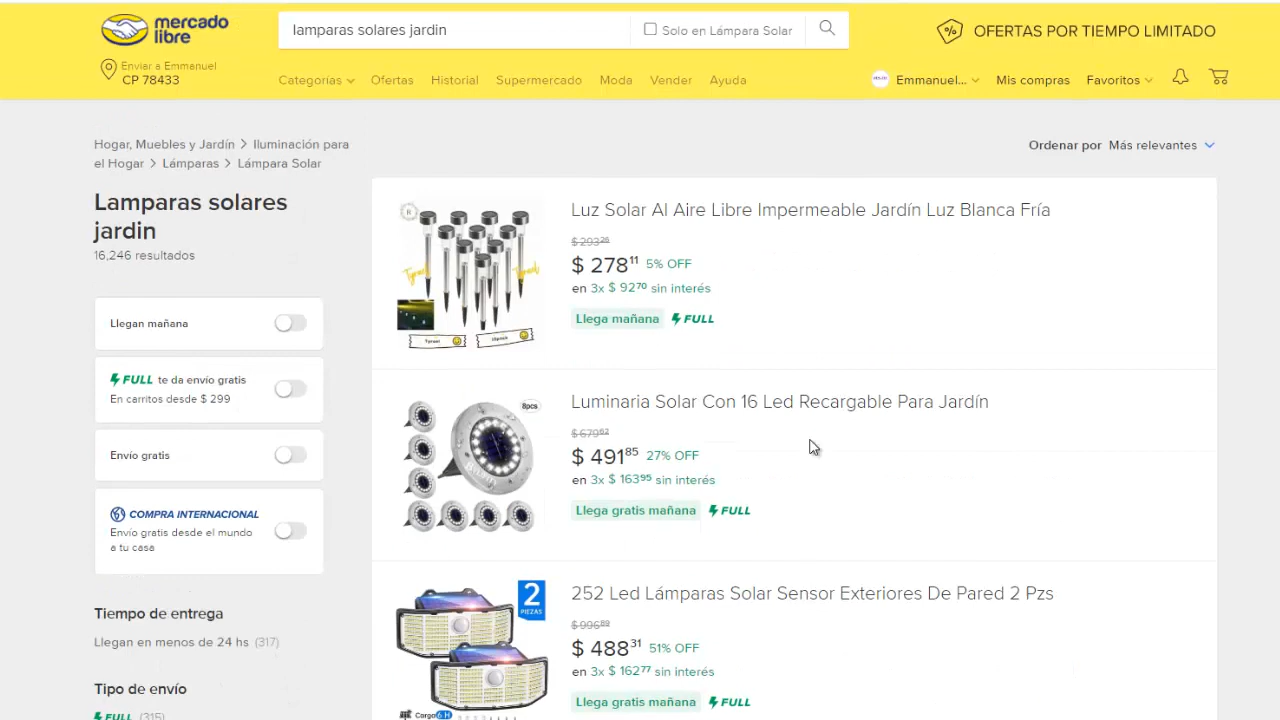 mercado
libre
lamparas solares jardin
Solo en Lámpara Solar
OFERTAS POR TIEMPO LIMITADO
Enviar a Emmanuel
CP 78433
Categorías
Ofertas
Historial
Supermercado
Moda
Vender
Ayuda
Emmanuel...
Mis compras
Favoritos
Hogar, Muebles y Jardín > Iluminación para
el Hogar > Lámparas > Lámpara Solar
Ordenar por Más relevantes
Lamparas solares
jardin
16,246 resultados
Llegan mañana
FULL te da envío gratis
En carritos desde $ 299
Envío gratis
COMPRA INTERNACIONAL
Envío gratis desde el mundo
a tu casa
Tiempo de entrega
Llegan en menos de 24 hs (317)
Tipo de envío
FULL (315)
Luz Solar Al Aire Libre Impermeable Jardín Luz Blanca Fría
$ 278 11 5% OFF
en 3x $ 92 70 sin interés
Llega mañana FULL
8pcs
Luminaria Solar Con 16 Led Recargable Para Jardín
$ 491 85 27% OFF
en 3x $ 163 95 sin interés
Llega gratis mañana FULL
2
PIEZAS
Carga 6 H
252 Led Lámparas Solar Sensor Exteriores De Pared 2 Pzs
$ 488 31 51% OFF
en 3x $ 162 77 sin interés
Llega gratis mañana FULL